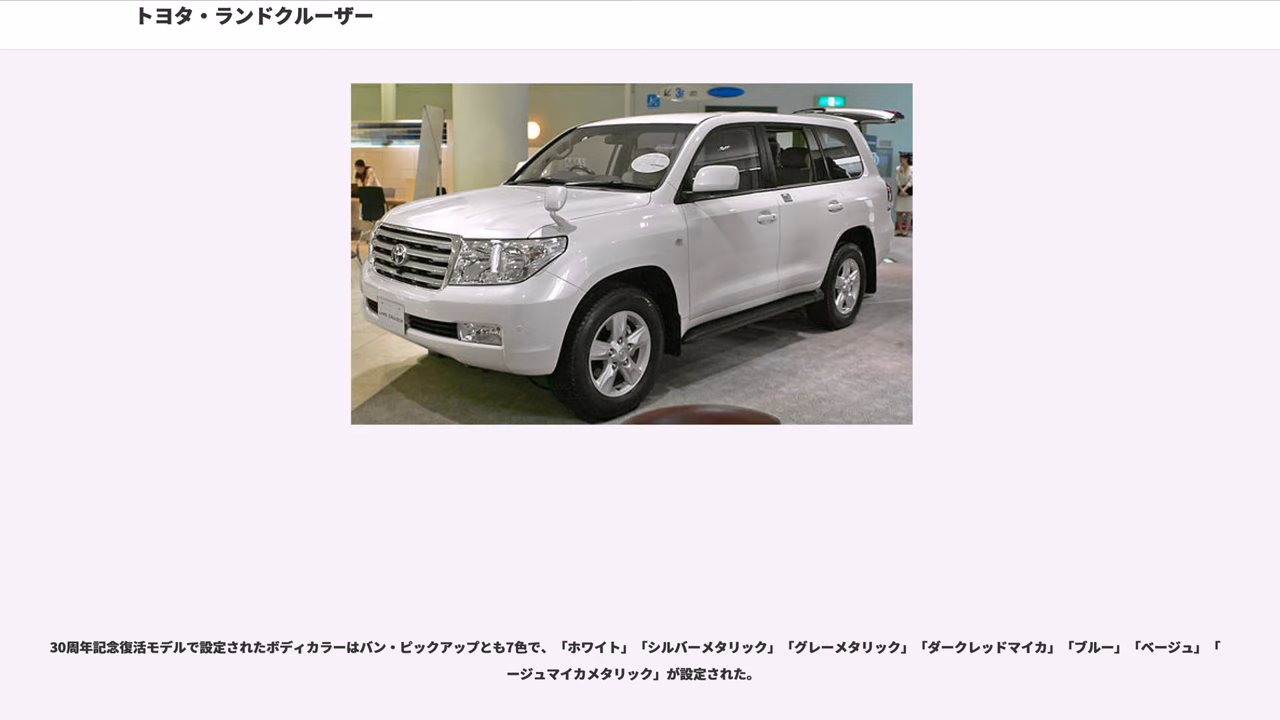 トヨタ・ランドクルーザー
30周年記念復活モデルで設定されたボディカラーはバン・ピックアップとも7色で、「ホワイト」「シルバーメタリック」「グレーメタリック」「ダークレッドマイカ」「ブルー」「ベージュ」「
ージュマイカメタリック」が設定された。